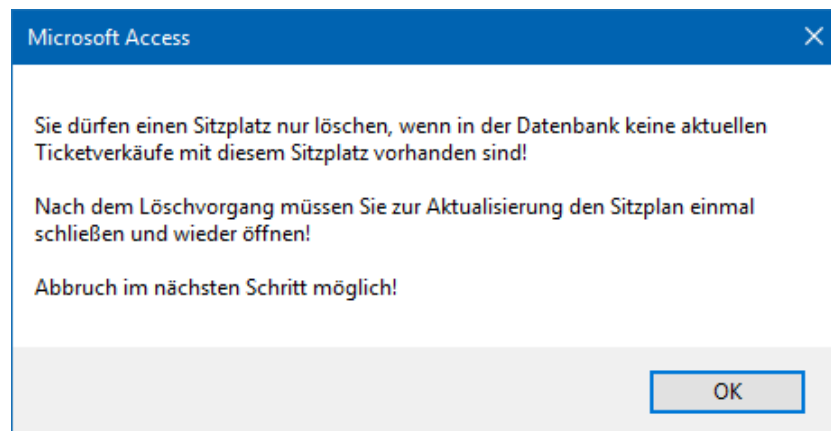 Microsoft Access
Sie dürfen einen Sitzplatz nur löschen, wenn in der Datenbank keine aktuellen
Ticketverkäufe mit diesem Sitzplatz vorhanden sind!
Nach dem Löschvorgang müssen Sie zur Aktualisierung den Sitzplan einmal
schließen und wieder öffnen!
Abbruch im nächsten Schritt möglich!
OK